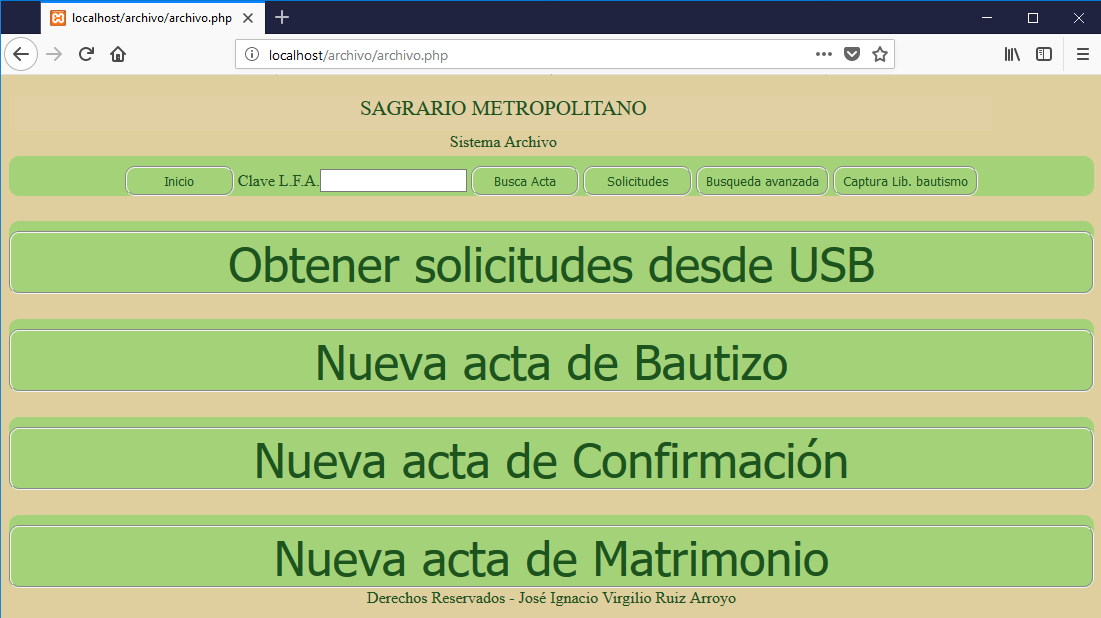 localhost/archivo/archivo.php
localhost/archivo/archivo.php
SAGRARIO METROPOLITANO
Sistema Archivo
Inicio Clave L.F.A. Busca Acta Solicitudes Busqueda avanzada Captura Lib. bautismo
Obtener solicitudes desde USB
Nueva acta de Bautizo
Nueva acta de Confirmación
Nueva acta de Matrimonio
Derechos Reservados - José Ignacio Virgilio Ruiz Arroyo